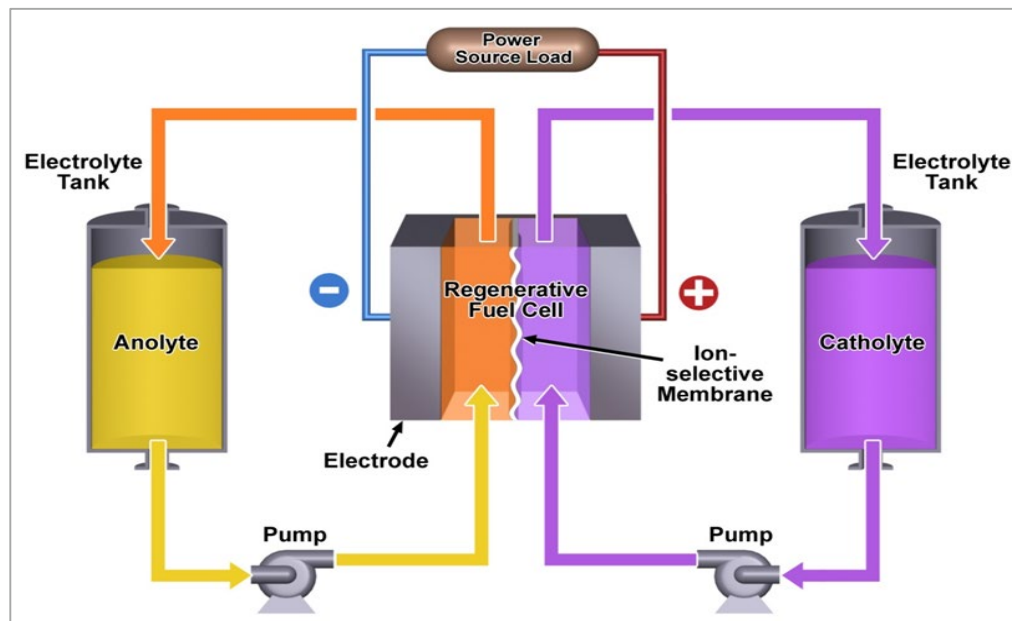 Power
Source Load
Electrolyte
Tank
Electrolyte
Tank
−
+
Regenerative
Fuel Cell
Anolyte
Catholyte
Ion-
selective
Membrane
Electrode
Pump
Pump